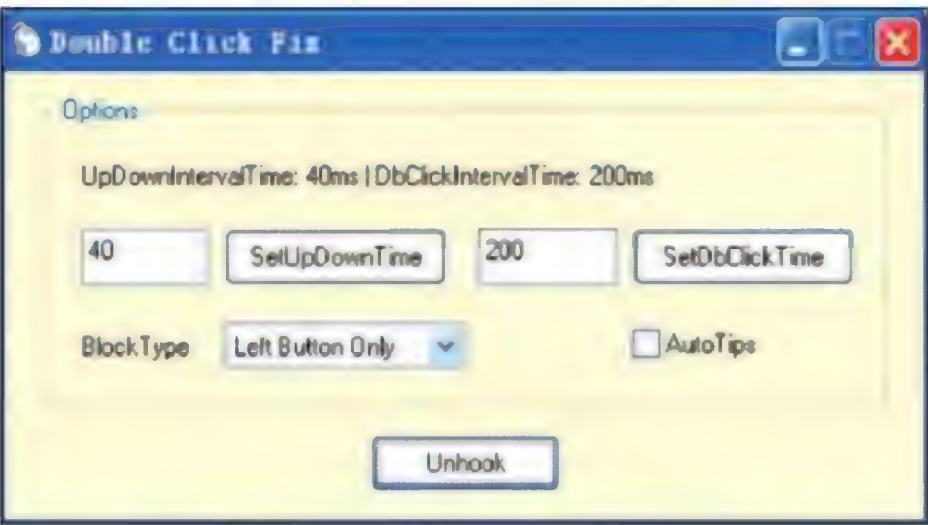 Double Click Fix
Options
UpDownIntervalTime: 40ms | DbClickIntervalTime: 200ms
40 SetUpDownTime 200 SetDbClickTime
BlockType Left Button Only AutoTips
Unhook